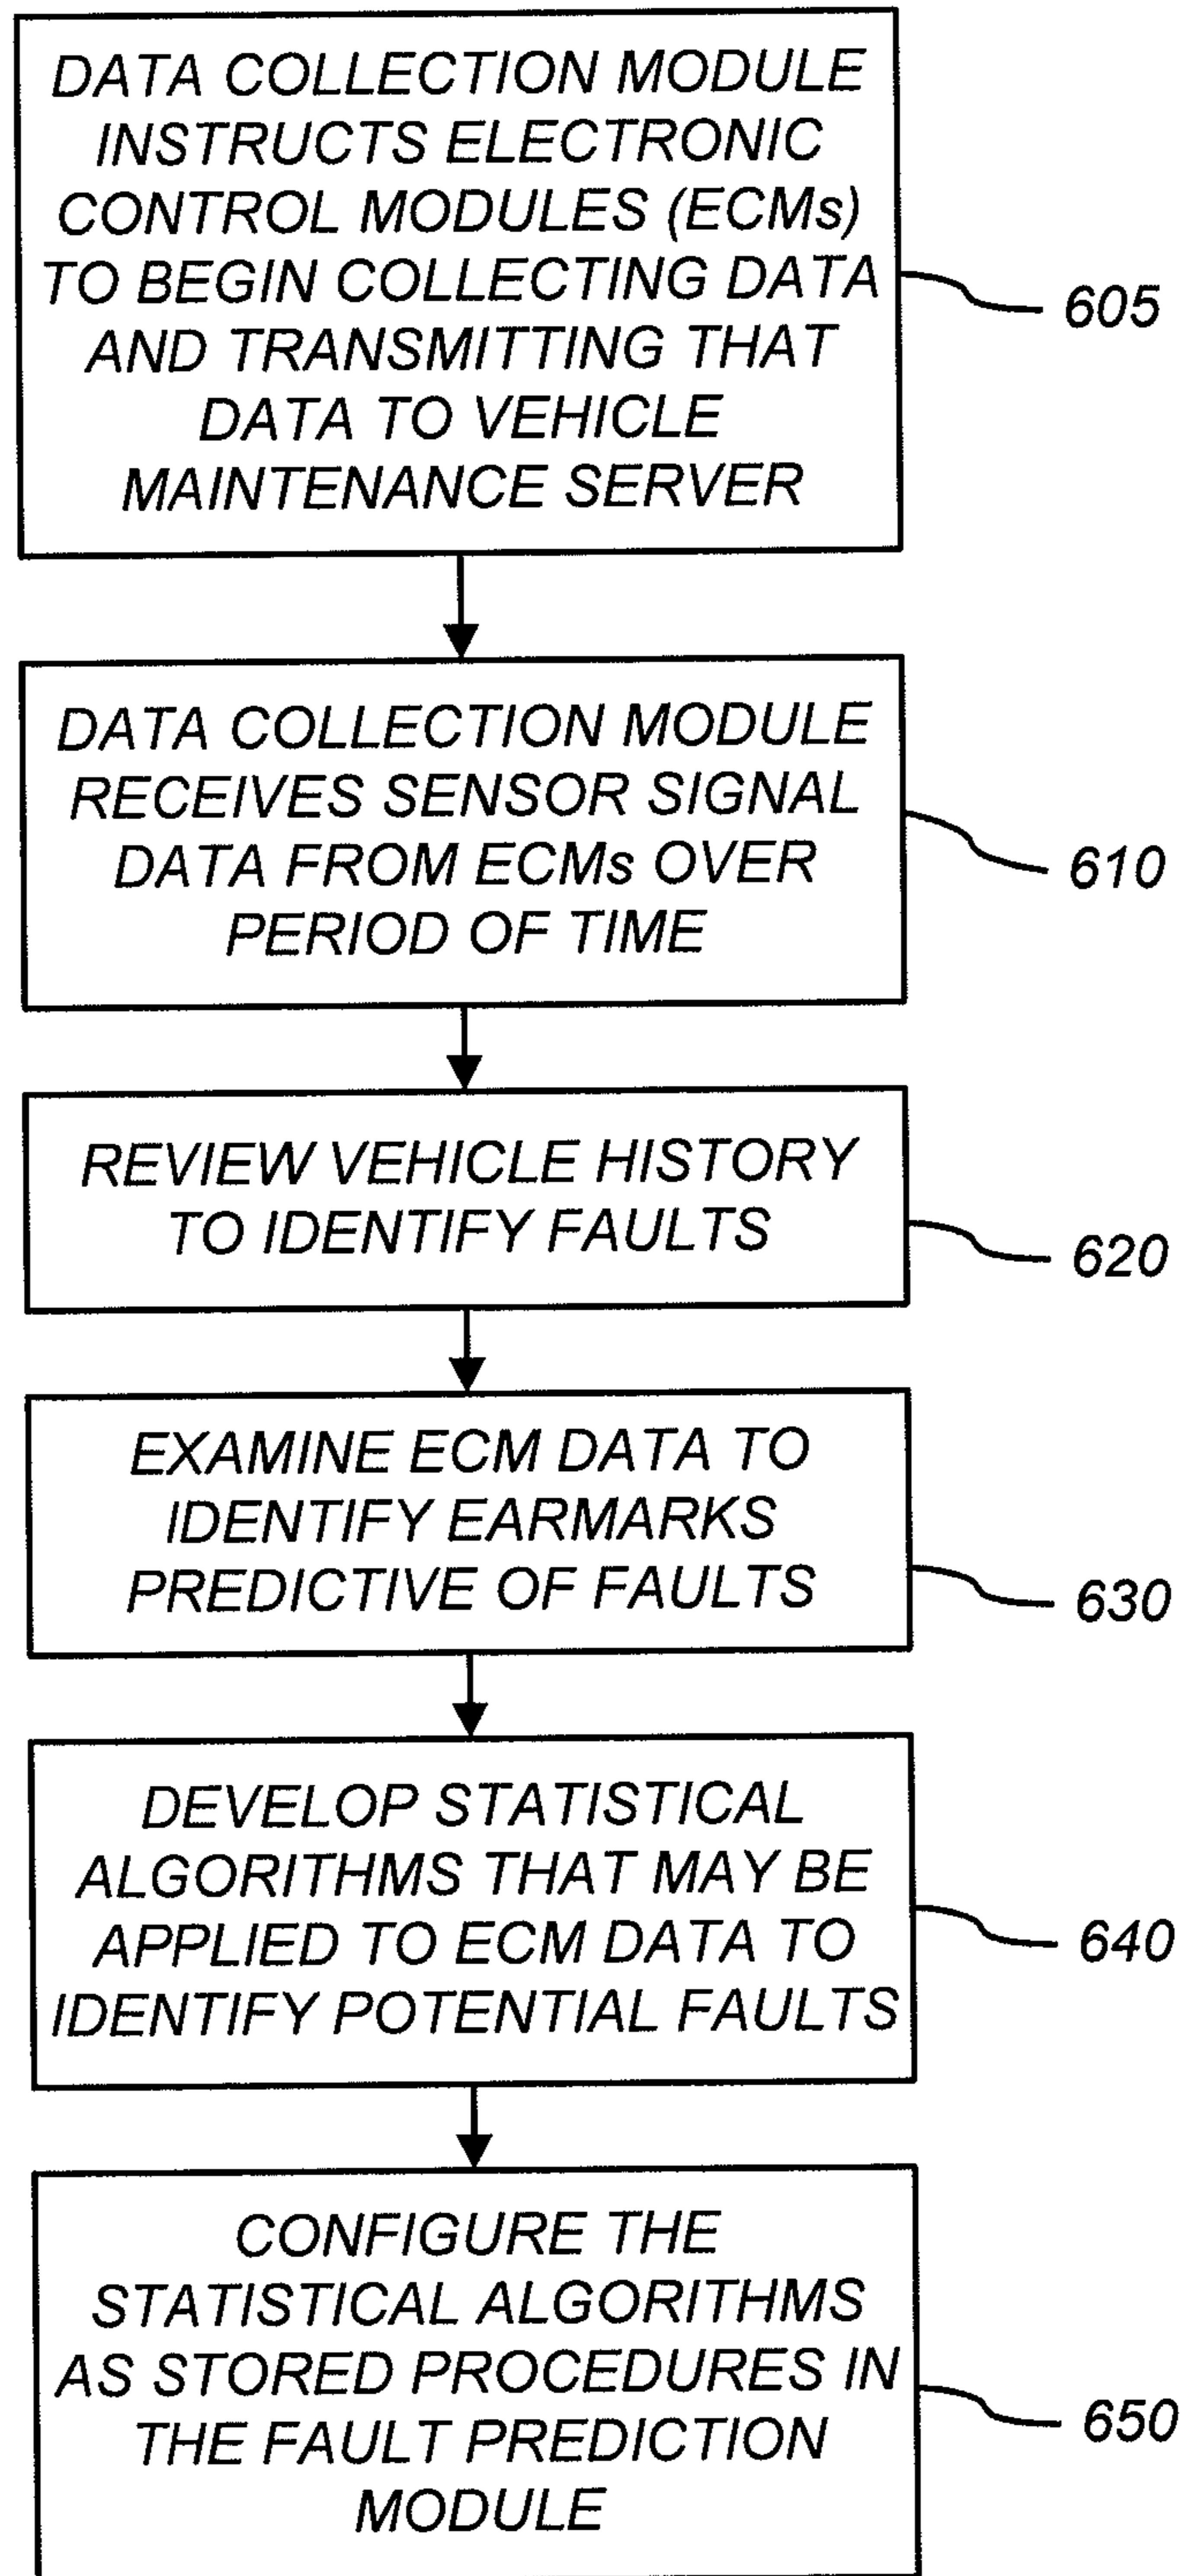 DATA COLLECTION MODULE
INSTRUCTS ELECTRONIC
CONTROL MODULES (ECMs)
TO BEGIN COLLECTING DATA
AND TRANSMITTING THAT
DATA TO VEHICLE
MAINTENANCE SERVER
605
DATA COLLECTION MODULE
RECEIVES SENSOR SIGNAL
DATA FROM ECMs OVER
PERIOD OF TIME
610
REVIEW VEHICLE HISTORY
TO IDENTIFY FAULTS
620
EXAMINE ECM DATA TO
IDENTIFY EARMARKS
PREDICTIVE OF FAULTS
630
DEVELOP STATISTICAL
ALGORITHMS THAT MAY BE
APPLIED TO ECM DATA TO
IDENTIFY POTENTIAL FAULTS
640
CONFIGURE THE
STATISTICAL ALGORITHMS
AS STORED PROCEDURES IN
THE FAULT PREDICTION
MODULE
650